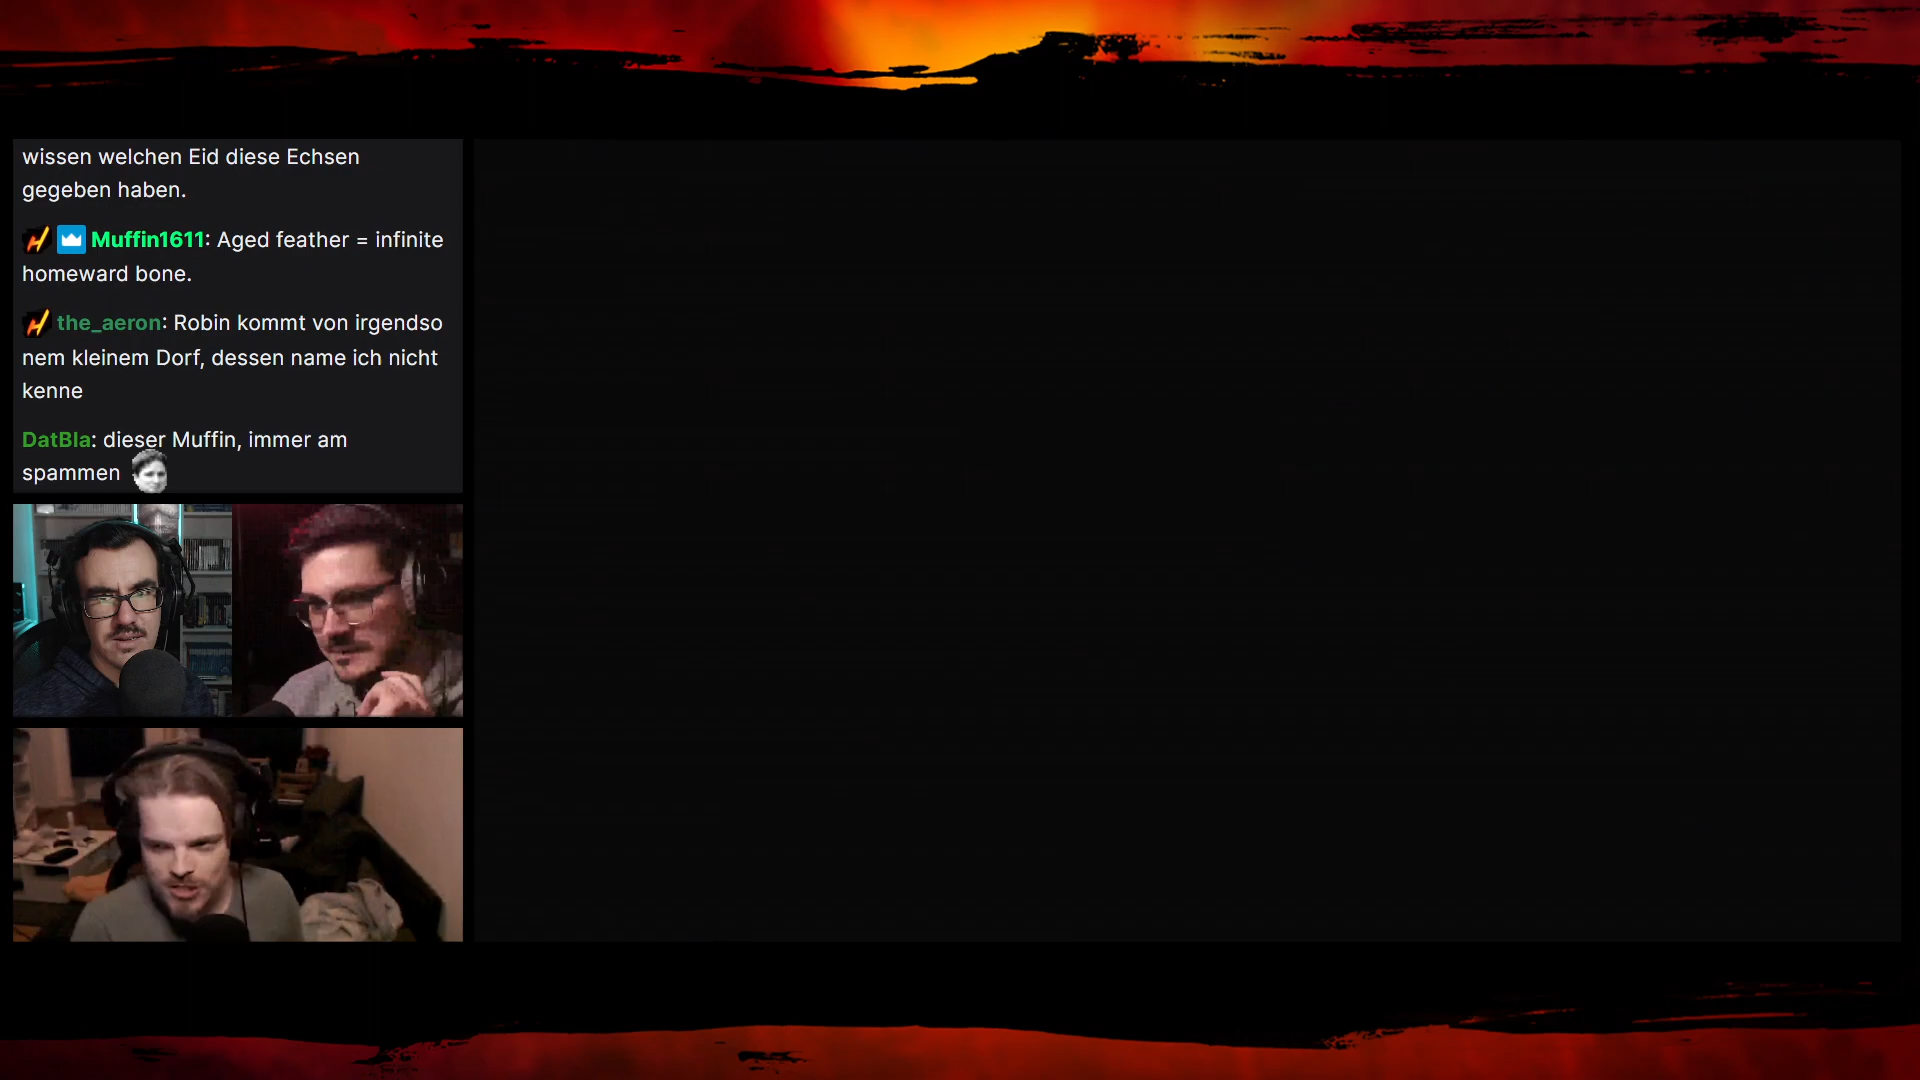 wissen welchen Eid diese Echsen
gegeben haben.
Muffin1611: Aged feather = infinite
homeward bone.
the_aeron: Robin kommt von irgendso
nem kleinem Dorf, dessen name ich nicht
kenne
DatBla: dieser Muffin, immer am
spammen